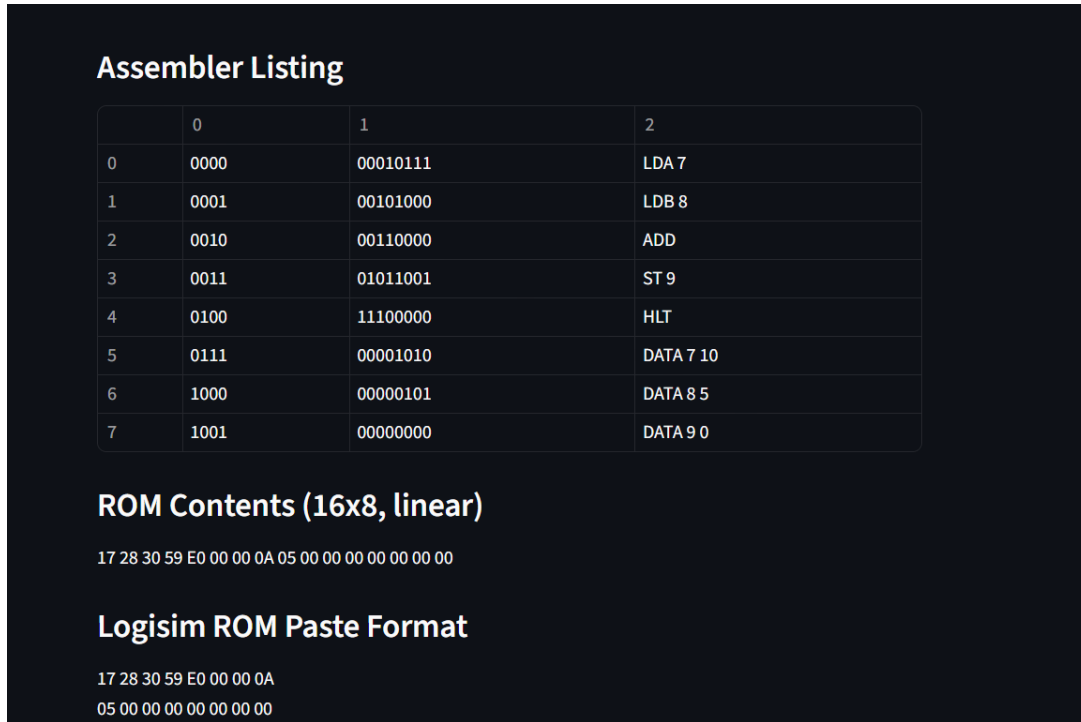 Assembler Listing
0 1 2
0 0000 00010111 LDA 7
1 0001 00101000 LDB 8
2 0010 00110000 ADD
3 0011 01011001 ST 9
4 0100 11100000 HLT
5 0111 00001010 DATA 7 10
6 1000 00000101 DATA 8 5
7 1001 00000000 DATA 9 0
ROM Contents (16x8, linear)
17 28 30 59 E0 00 00 0A 05 00 00 00 00 00 00 00
Logisim ROM Paste Format
17 28 30 59 E0 00 00 0A
05 00 00 00 00 00 00 00